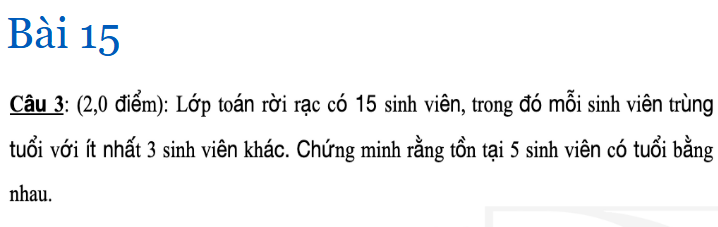 Bài 15
Câu 3: (2,0 điểm): Lớp toán rời rạc có 15 sinh viên, trong đó mỗi sinh viên trùng
tuổi với ít nhất 3 sinh viên khác. Chứng minh rằng tồn tại 5 sinh viên có tuổi bằng
nhau.